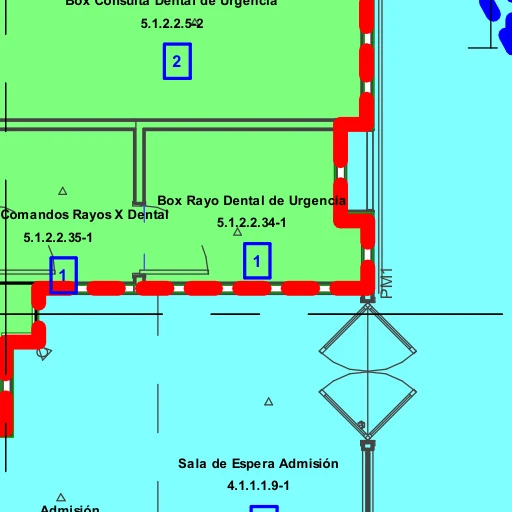 Box Consulta Dental de Urgencia
5.1.2.2.5-2
2
Box Rayo Dental de Urgencia
5.1.2.2.34-1
1
Comandos Rayos X Dental
5.1.2.2.35-1
1
PM1
Sala de Espera Admisión
4.1.1.1.9-1
Admisión